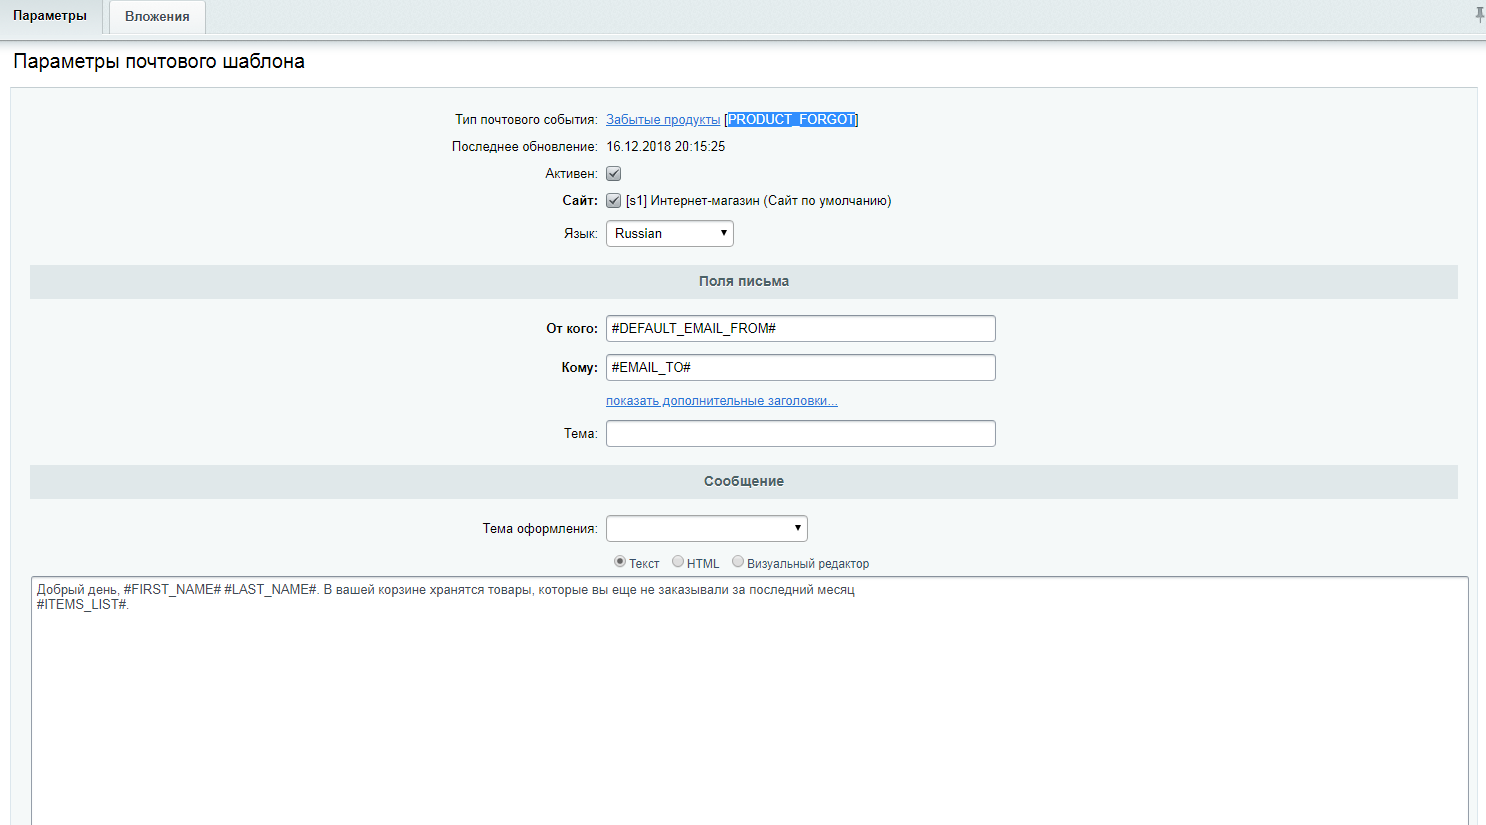 Параметры
Вложения
Параметры почтового шаблона
Тип почтового события: Забытые продукты [PRODUCT_FORGOT]
Последнее обновление: 16.12.2018 20:15:25
Активен:
Сайт: [s1] Интернет-магазин (Сайт по умолчанию)
Язык: Russian
Поля письма
От кого: #DEFAULT_EMAIL_FROM#
Кому: #EMAIL_TO#
показать дополнительные заголовки...
Тема:
Сообщение
Тема оформления:
Текст HTML Визуальный редактор
Добрый день, #FIRST_NAME# #LAST_NAME#. В вашей корзине хранятся товары, которые вы еще не заказывали за последний месяц
#ITEMS_LIST#.